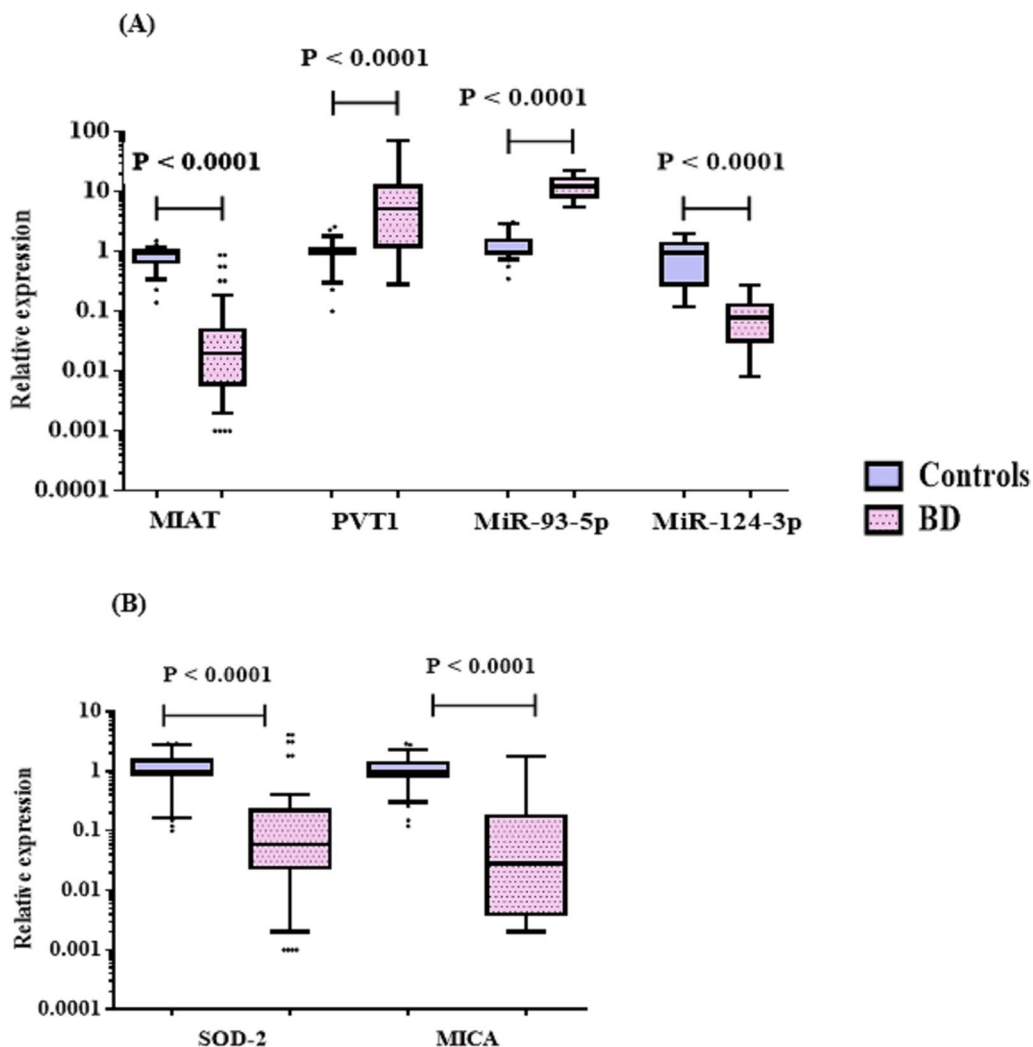 (A)
P < 0.0001
P < 0.0001
P < 0.0001
P < 0.0001
Relative expression
100
10
1
0.1
0.01
0.001
0.0001
MIAT PVT1 MiR-93-5p MiR-124-3p
Controls
BD
(B)
P < 0.0001
P < 0.0001
Relative expression
10
1
0.1
0.01
0.001
0.0001
SOD-2 MICA